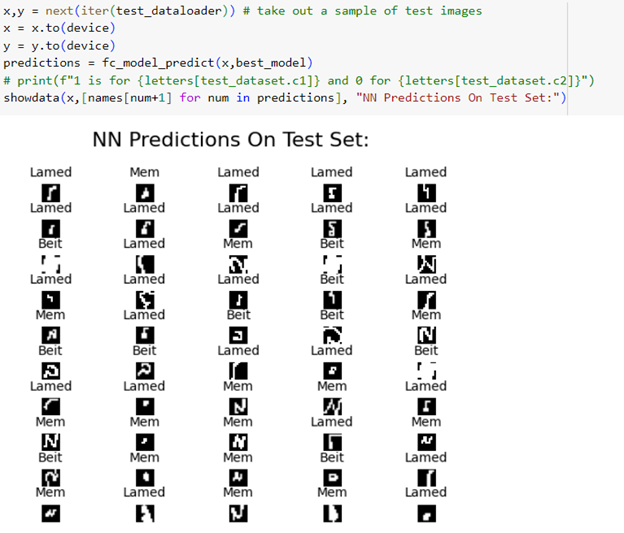 x,y = next(iter(test_dataloader)) # take out a sample of test images
x = x.to(device)
y = y.to(device)
predictions = fc_model_predict(x,best_model)
# print(f"1 is for {letters[test_dataset.c1]} and 0 for {letters[test_dataset.c2]}")
showdata(x,[names[num+1] for num in predictions], "NN Predictions On Test Set:")
NN Predictions On Test Set:
Lamed Mem Lamed Lamed Lamed
Lamed Lamed Lamed Lamed Lamed
Beit Lamed Mem Beit Mem
Lamed Lamed Lamed Beit Lamed
Mem Lamed Beit Beit Mem
Beit Beit Lamed Lamed Beit
Lamed Lamed Mem Mem Lamed
Mem Mem Mem Lamed Mem
Mem Mem Mem Beit Lamed
Mem Lamed Mem Mem Lamed